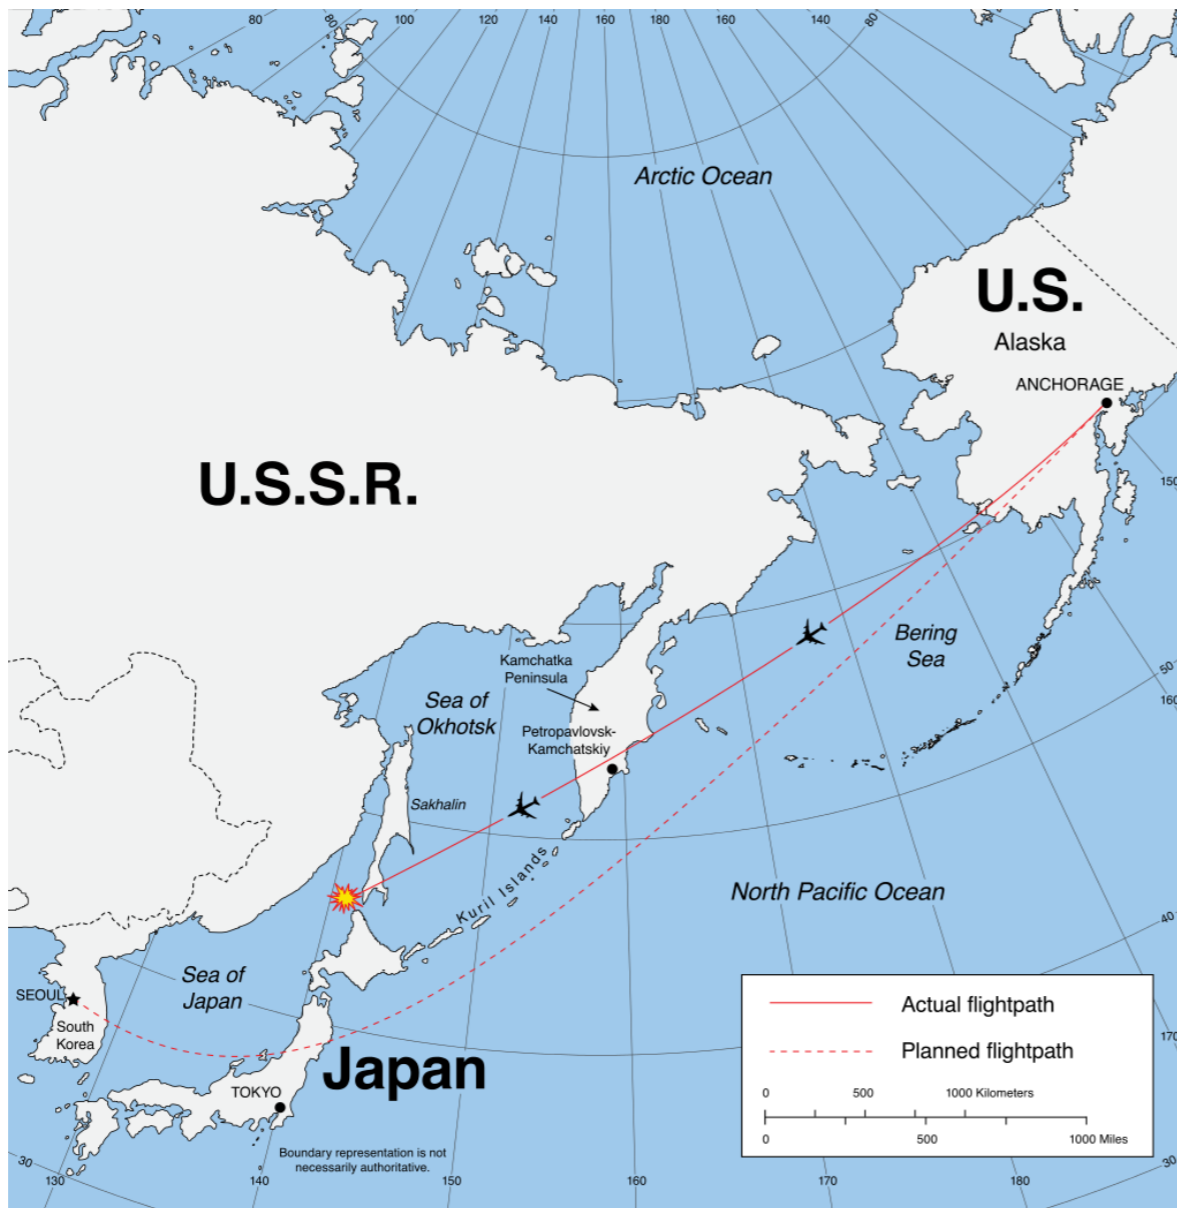 80
100
120
140
160
180
160
140
80
Arctic Ocean
U.S.
Alaska
ANCHORAGE
U.S.S.R.
150
Bering
Sea
Kamchatka
Peninsula
Sea of
Okhotsk
Petropavlovsk-
Kamchatskiy
50
160
Sakhalin
Kuril Islands
North Pacific Ocean
40
Sea of
Japan
SEOUL
South
Korea
Japan
TOKYO
Actual flightpath
Planned flightpath
0 500 1000 Kilometers
0 500 1000 Miles
170
Boundary representation is not
necessarily authoritative.
30
30
130
140
150
160
170
180